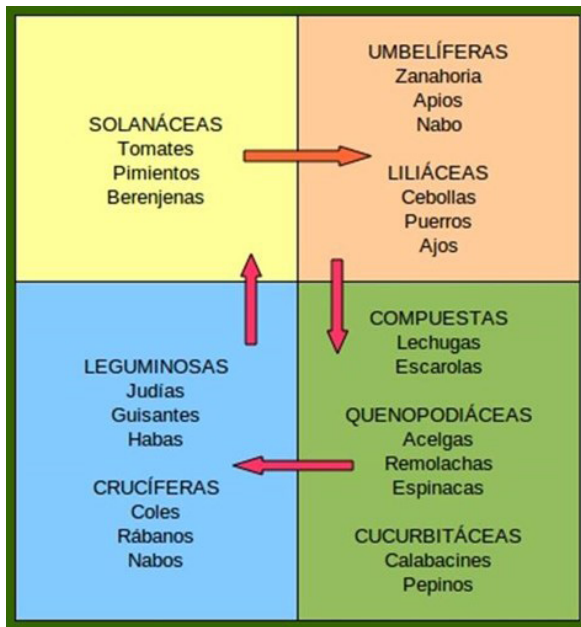 SOLANÁCEAS
Tomates
Pimientos
Berenjenas
UMBELÍFERAS
Zanahoria
Apios
Nabo
LILIÁCEAS
Cebollas
Puerros
Ajos
LEGUMINOSAS
Judías
Guisantes
Habas
CRUCÍFERAS
Coles
Rábanos
Nabos
COMPUESTAS
Lechugas
Escarolas
QUENOPODIÁCEAS
Acelgas
Remolachas
Espinacas
CUCURBITÁCEAS
Calabacines
Pepinos